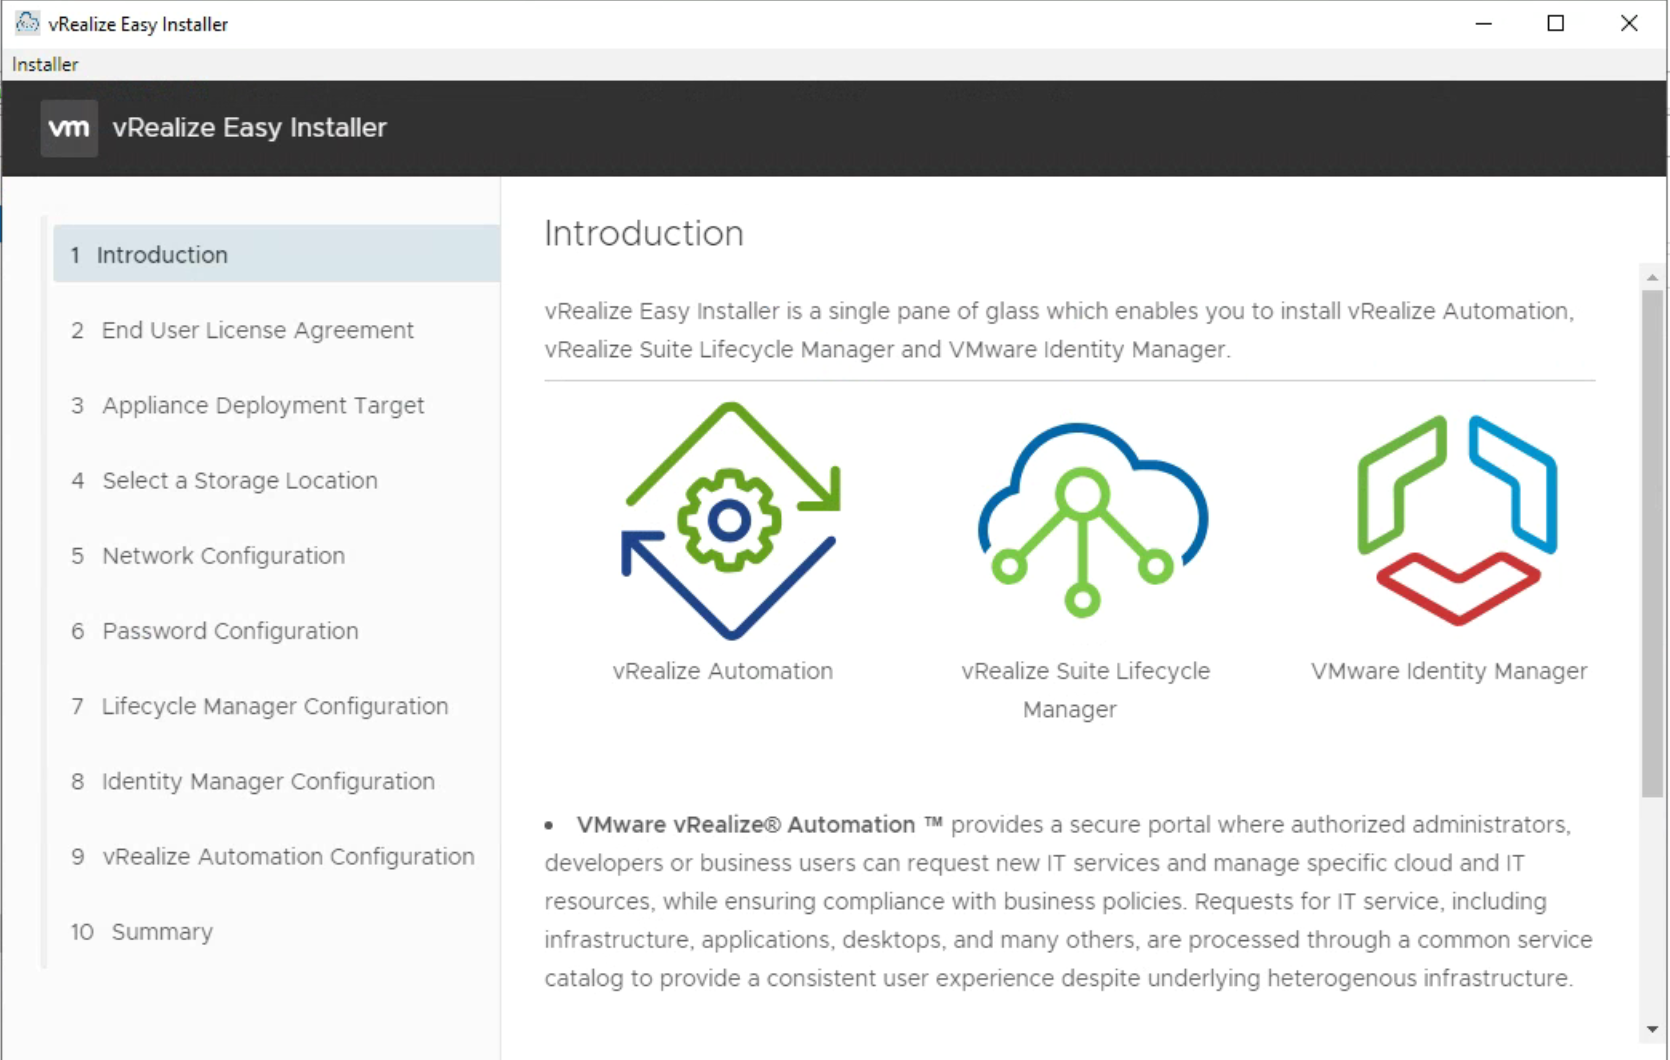 vRealize Easy Installer
Installer
vm vRealize Easy Installer
1 Introduction
2 End User License Agreement
3 Appliance Deployment Target
4 Select a Storage Location
5 Network Configuration
6 Password Configuration
7 Lifecycle Manager Configuration
8 Identity Manager Configuration
9 vRealize Automation Configuration
10 Summary
Introduction
vRealize Easy Installer is a single pane of glass which enables you to install vRealize Automation,
vRealize Suite Lifecycle Manager and VMware Identity Manager.
vRealize Automation
vRealize Suite Lifecycle
Manager
VMware Identity Manager
• VMware vRealize® Automation ™ provides a secure portal where authorized administrators,
developers or business users can request new IT services and manage specific cloud and IT
resources, while ensuring compliance with business policies. Requests for IT service, including
infrastructure, applications, desktops, and many others, are processed through a common service
catalog to provide a consistent user experience despite underlying heterogenous infrastructure.